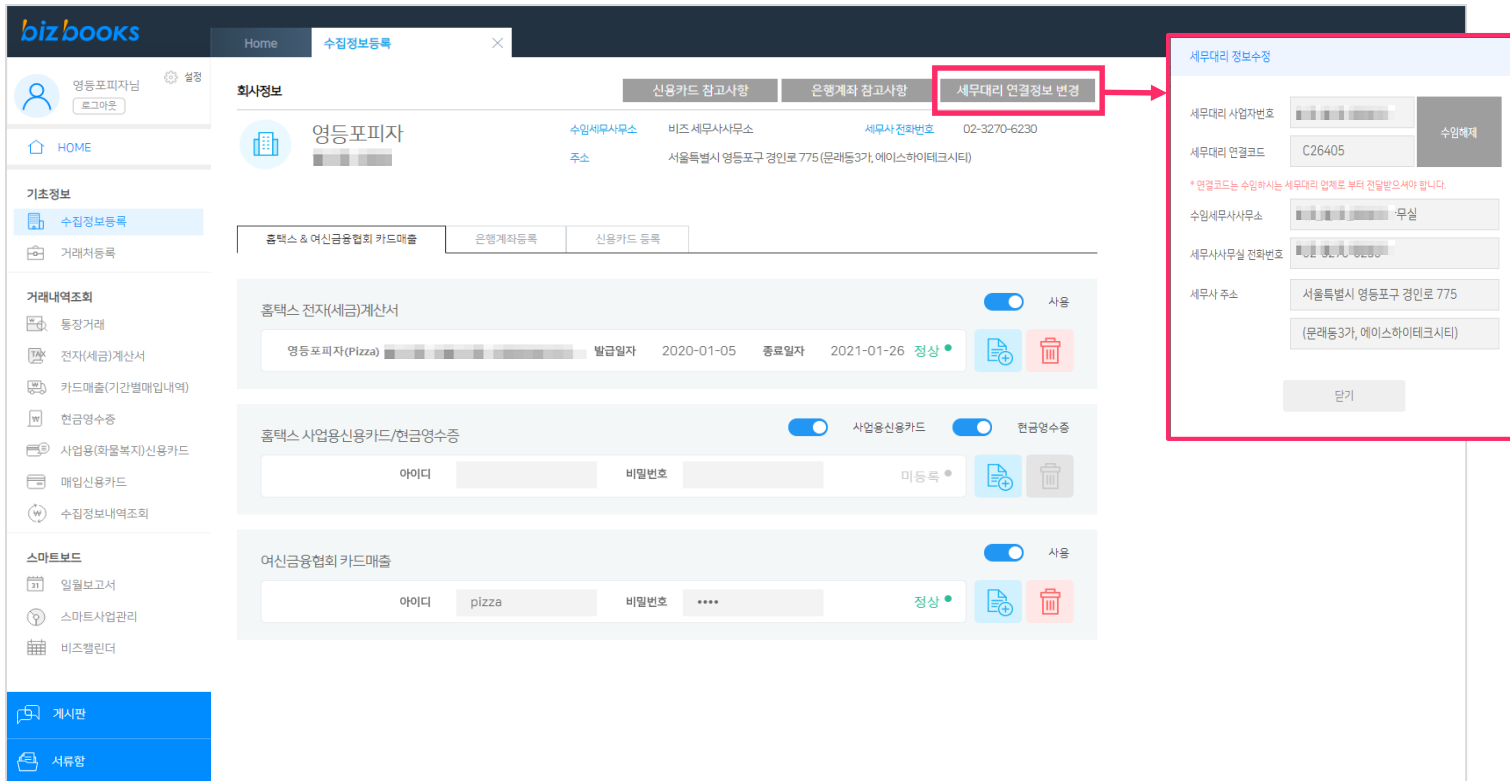 bizbooks
Home 수집정보등록
영등포피자님 설정
로그아웃
HOME
기초정보
수집정보등록
거래처등록
거래내역조회
통장거래
전자(세금)계산서
카드매출(기간별매입내역)
현금영수증
사업용(화물복지)신용카드
매입신용카드
수집정보내역조회
스마트보드
일월보고서
스마트사업관리
비즈캘린더
게시판
서류함
회사정보 신용카드 참고사항 은행계좌 참고사항 세무대리 연결정보 변경
영등포피자 수임세무사무소 비즈 세무사사무소 세무사 전화번호 02-3270-6230
주소 서울특별시 영등포구 경인로 775 (문래동3가, 에이스하이테크시티)
홈택스 & 여신금융협회 카드매출 은행계좌등록 신용카드 등록
홈택스 전자(세금)계산서 사용
영등포피자(Pizza) 발급일자 2020-01-05 종료일자 2021-01-26 정상
홈택스 사업용신용카드/현금영수증 사업용신용카드 현금영수증
아이디 비밀번호 미등록
여신금융협회 카드매출 사용
아이디 pizza 비밀번호 •••• 정상
세무대리 정보수정
세무대리 사업자번호
수임해제
세무대리 연결코드 C26405
* 연결코드는 수임하시는 세무대리 업체로 부터 전달받으셔야 합니다.
수임세무사사무소 무실
세무사사무실 전화번호
세무사 주소 서울특별시 영등포구 경인로 775
(문래동3가, 에이스하이테크시티)
닫기